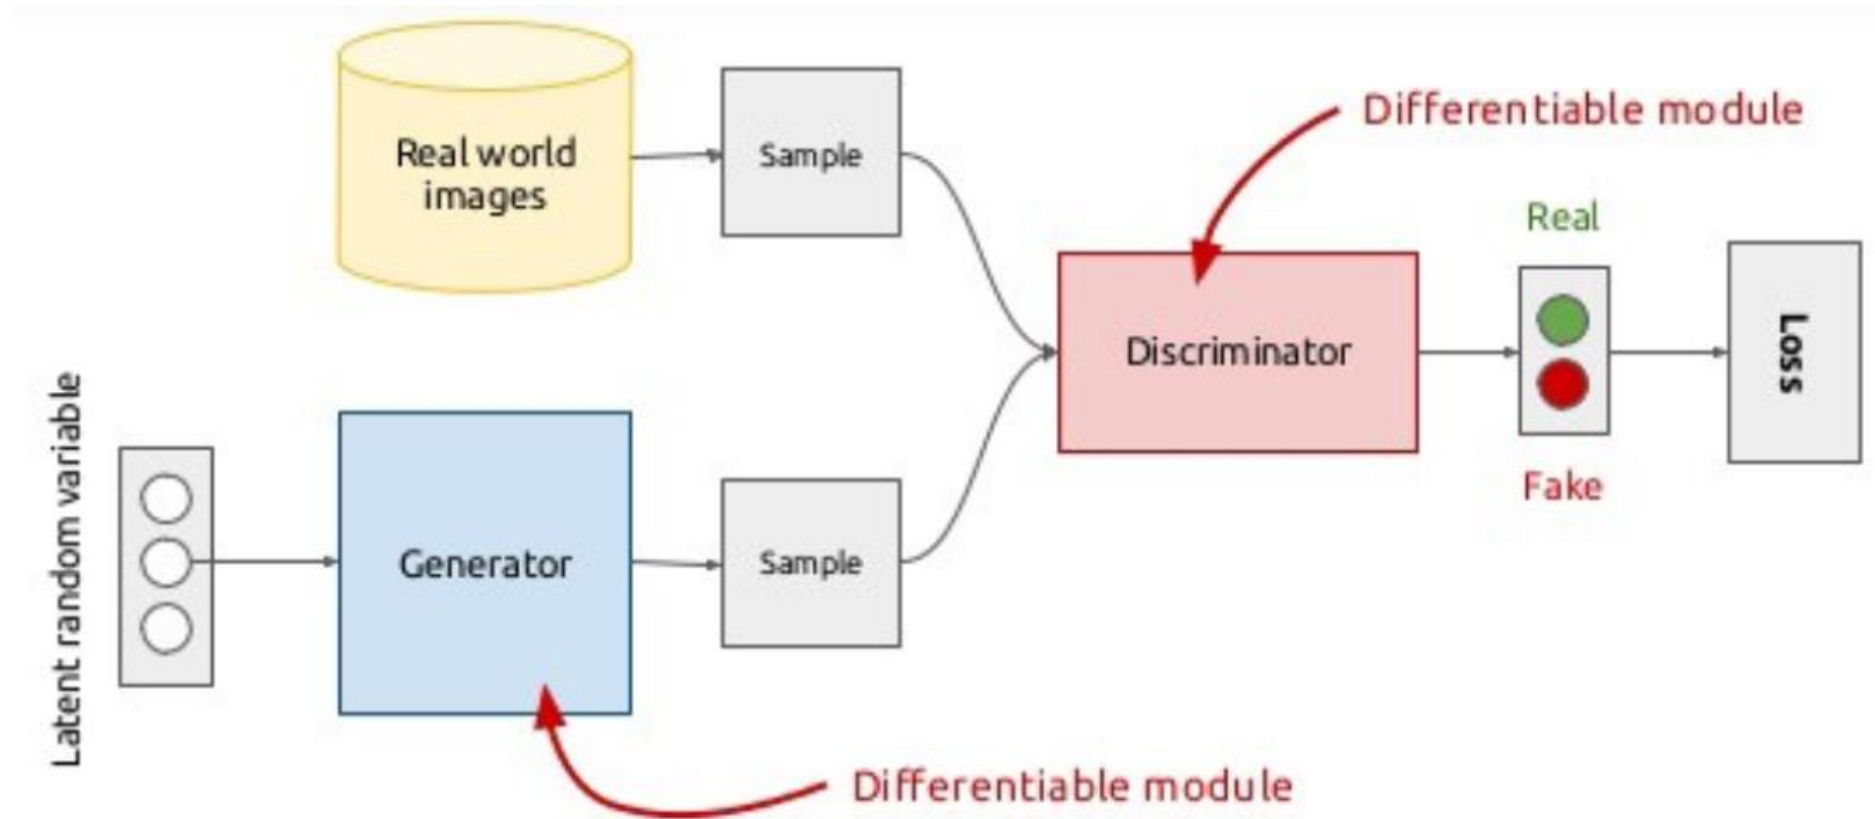 Real world
images
Sample
Differentiable module
Real
Discriminator
Loss
Fake
Latent random variable
Generator
Sample
Differentiable module